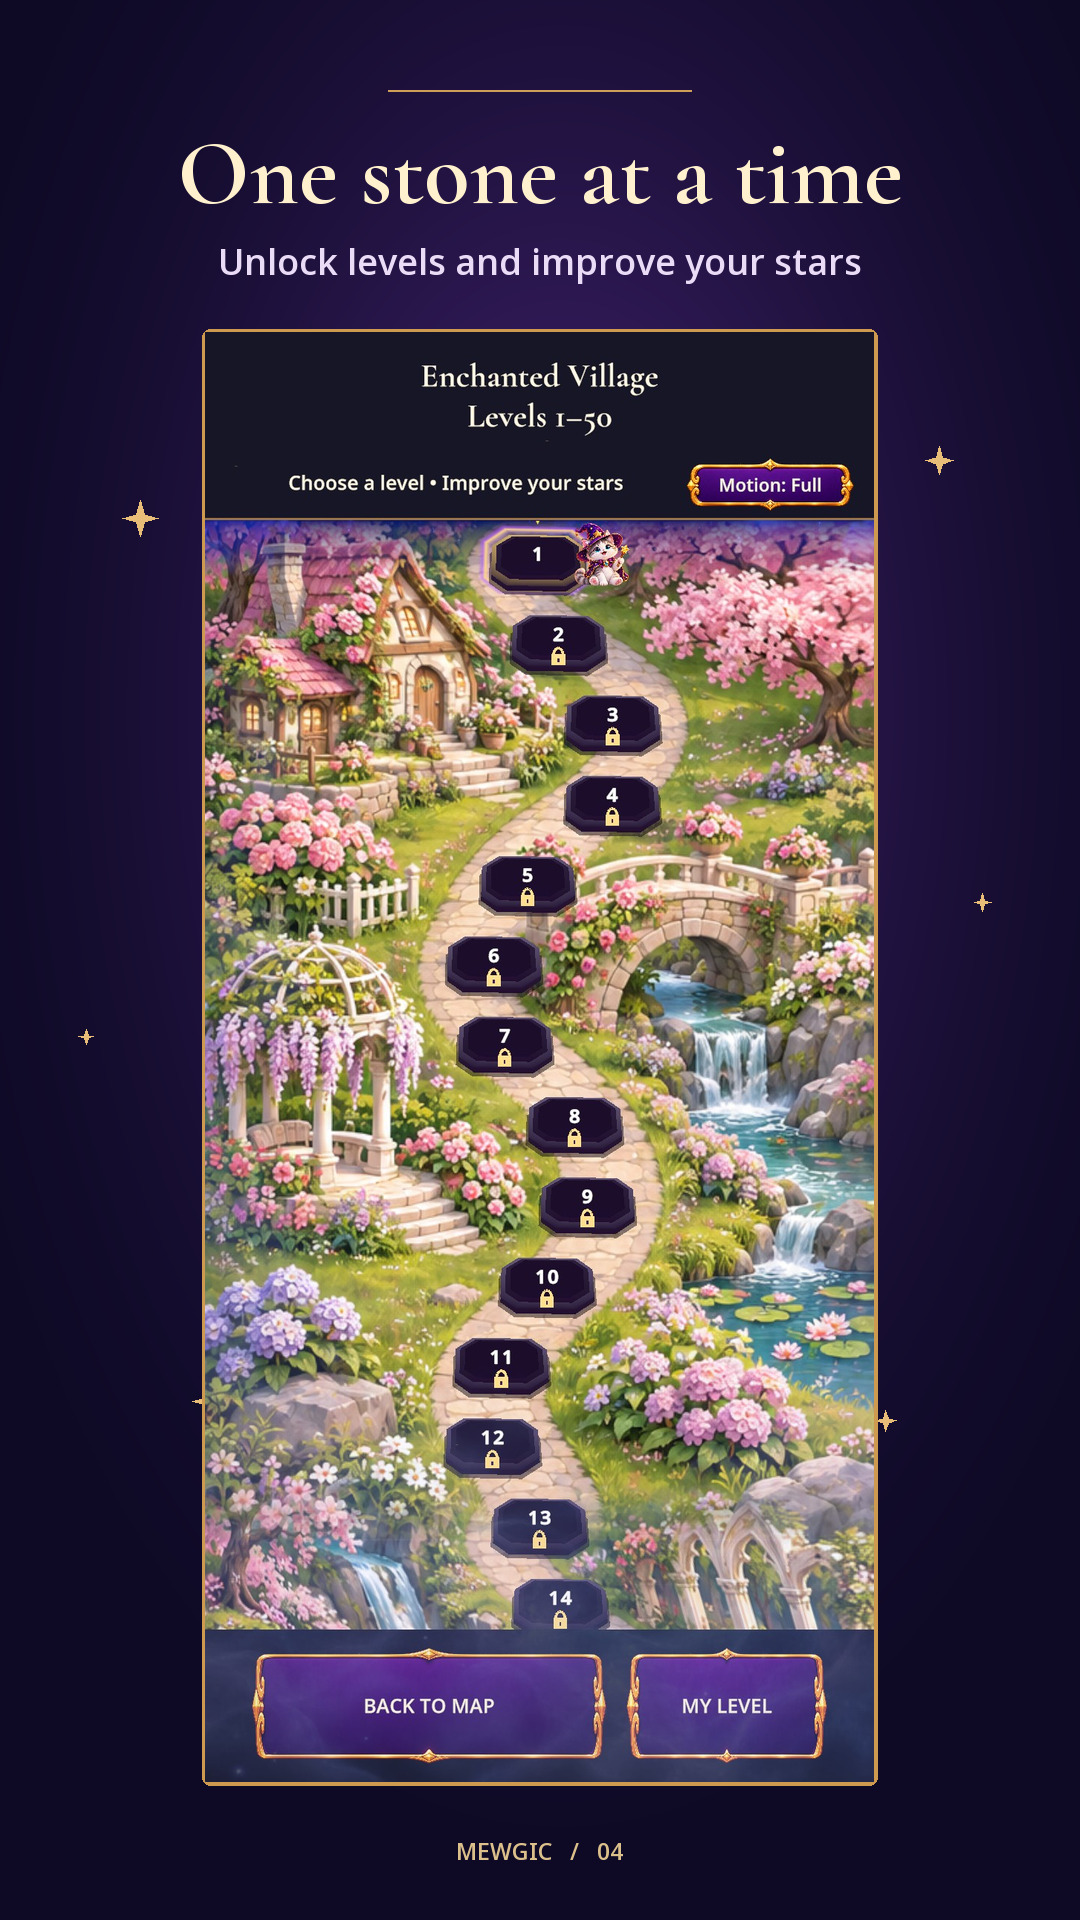 One stone at a time
Unlock levels and improve your stars
Enchanted Village
Levels 1–50
Choose a level • Improve your stars
Motion: Full
1
2
3
4
5
6
7
8
9
10
11
12
13
14
BACK TO MAP
MY LEVEL
MEWGIC / 04